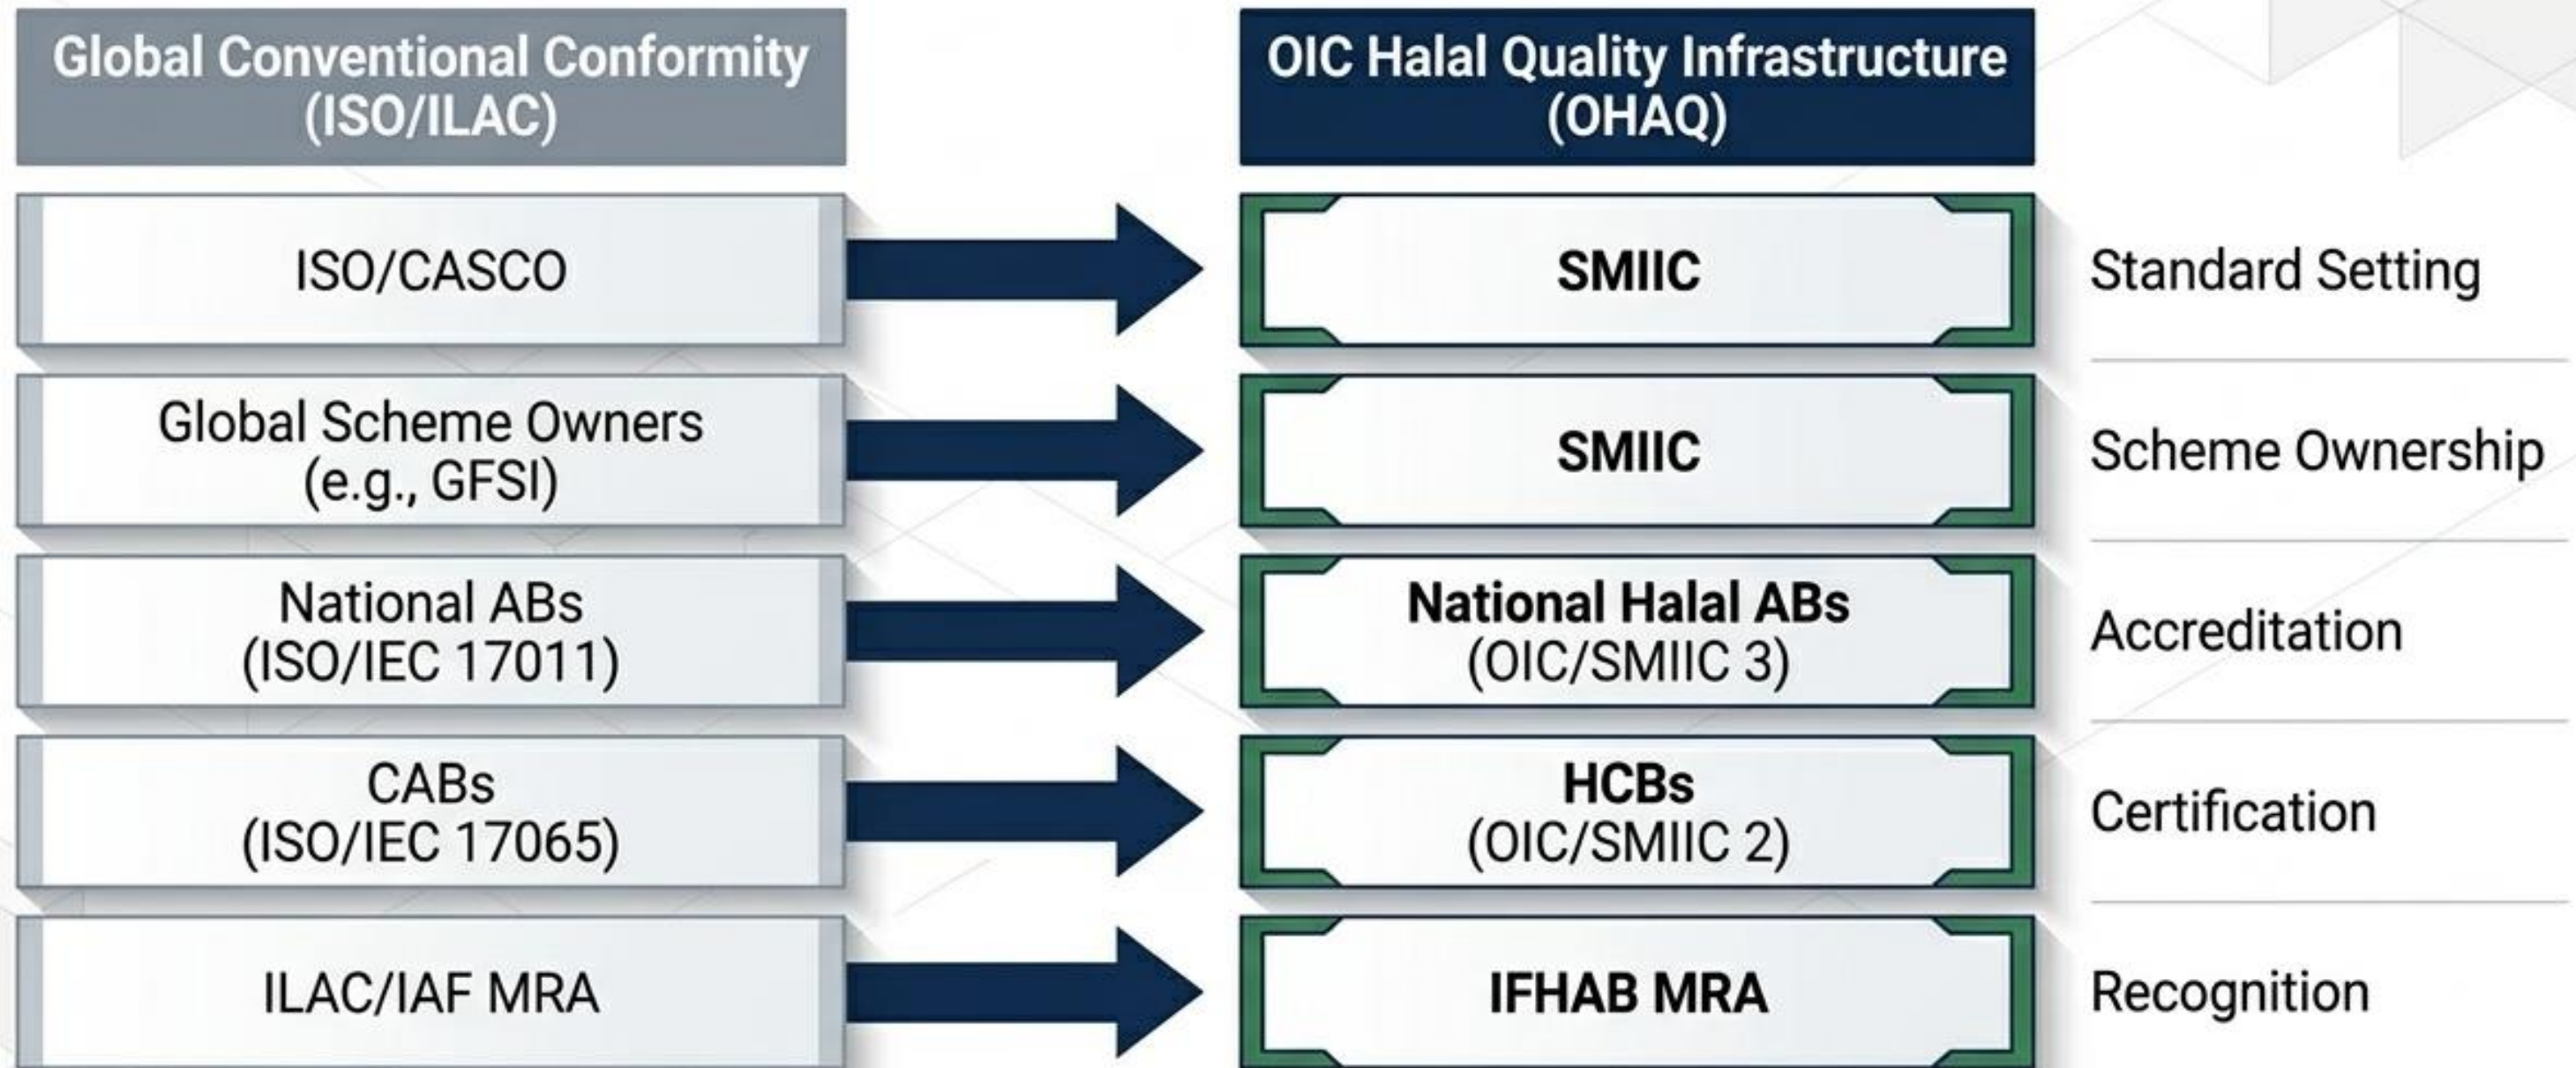 Global Conventional Conformity
(ISO/ILAC)
OIC Halal Quality Infrastructure
(OHAQ)
ISO/CASCO
SMIIC
Standard Setting
Global Scheme Owners
(e.g., GFSI)
SMIIC
Scheme Ownership
National ABs
(ISO/IEC 17011)
National Halal ABs
(OIC/SMIIC 3)
Accreditation
CABs
(ISO/IEC 17065)
HCBs
(OIC/SMIIC 2)
Certification
ILAC/IAF MRA
IFHAB MRA
Recognition